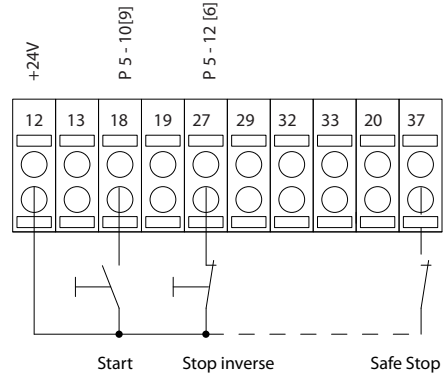 +24V
P 5 - 10[9]
P 5 - 12 [6]
12 13 18 19 27 29 32 33 20 37
Start Stop inverse Safe Stop